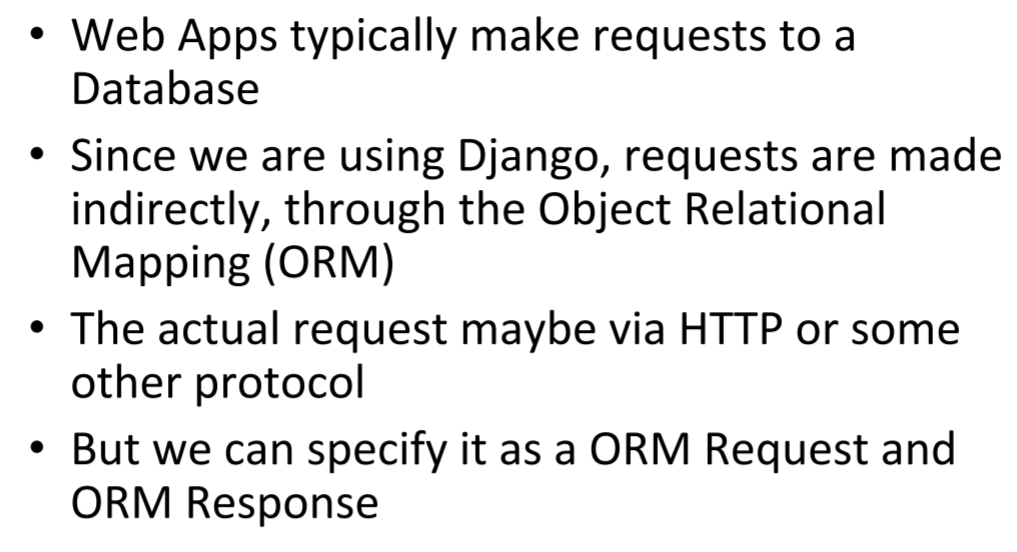 • Web Apps typically make requests to a
Database
• Since we are using Django, requests are made
indirectly, through the Object Relational
Mapping (ORM)
• The actual request maybe via HTTP or some
other protocol
• But we can specify it as a ORM Request and
ORM Response